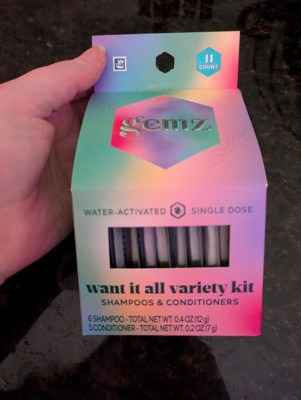 11
COUNT
gemz
WATER-ACTIVATED SINGLE DOSE
want it all variety kit
SHAMPOOS & CONDITIONERS
6 SHAMPOO - TOTAL NET WT. 0.4 OZ (12 g)
5 CONDITIONER - TOTAL NET WT. 0.2 OZ (7 g)